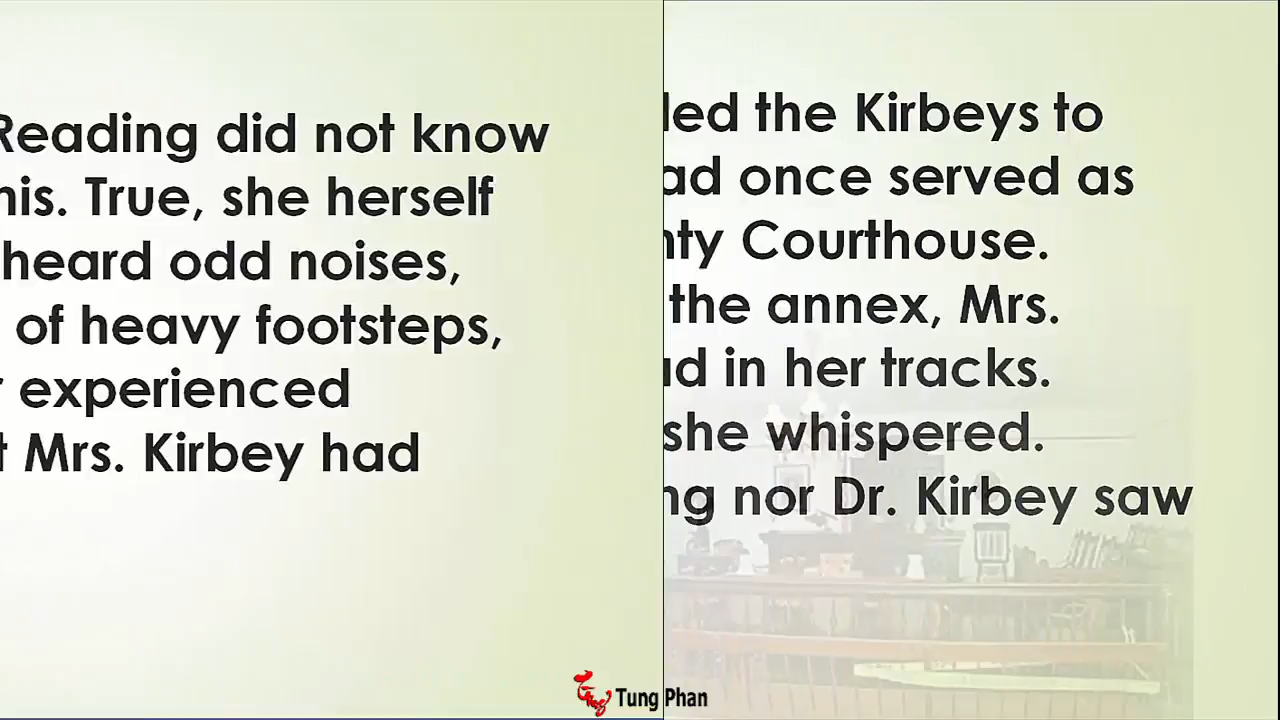 Reading did not know
his. True, she herself
heard odd noises,
of heavy footsteps,
experienced
Mrs. Kirbey had
led the Kirbeys to
ad once served as
nty Courthouse.
the annex, Mrs.
ad in her tracks.
she whispered.
ng nor Dr. Kirbey saw
Tung Phan